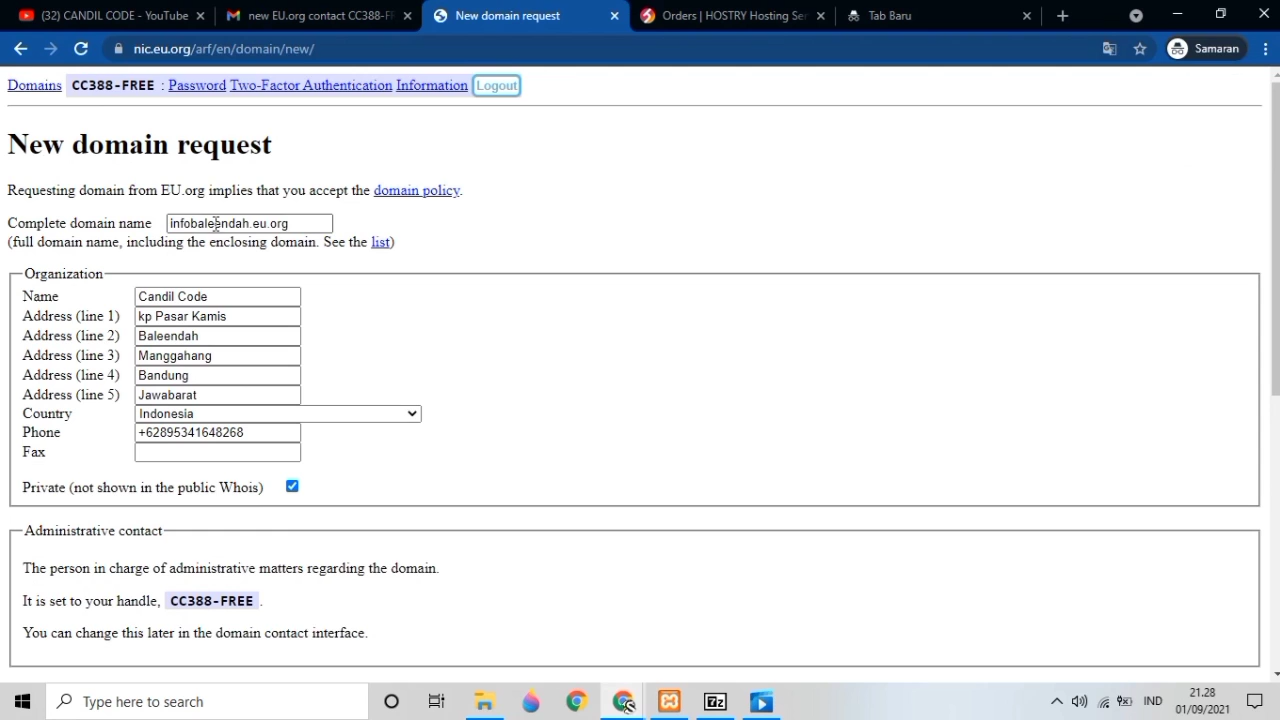 (32) CANDIL CODE - YouTube
new EU.org contact CC388-F
New domain request
Orders | HOSTRY Hosting Ser
Tab Baru
nic.eu.org/arf/en/domain/new/
Samaran
Domains CC388-FREE : Password Two-Factor Authentication Information Logout
New domain request
Requesting domain from EU.org implies that you accept the domain policy.
Complete domain name infobaleendah.eu.org
(full domain name, including the enclosing domain. See the list)
Organization
Name Candil Code
Address (line 1) kp Pasar Kamis
Address (line 2) Baleendah
Address (line 3) Manggahang
Address (line 4) Bandung
Address (line 5) Jawabarat
Country Indonesia
Phone +62895341648268
Fax
Private (not shown in the public Whois)
Administrative contact
The person in charge of administrative matters regarding the domain.
It is set to your handle, CC388-FREE .
You can change this later in the domain contact interface.
Type here to search
7z
IND
21.28
01/09/2021